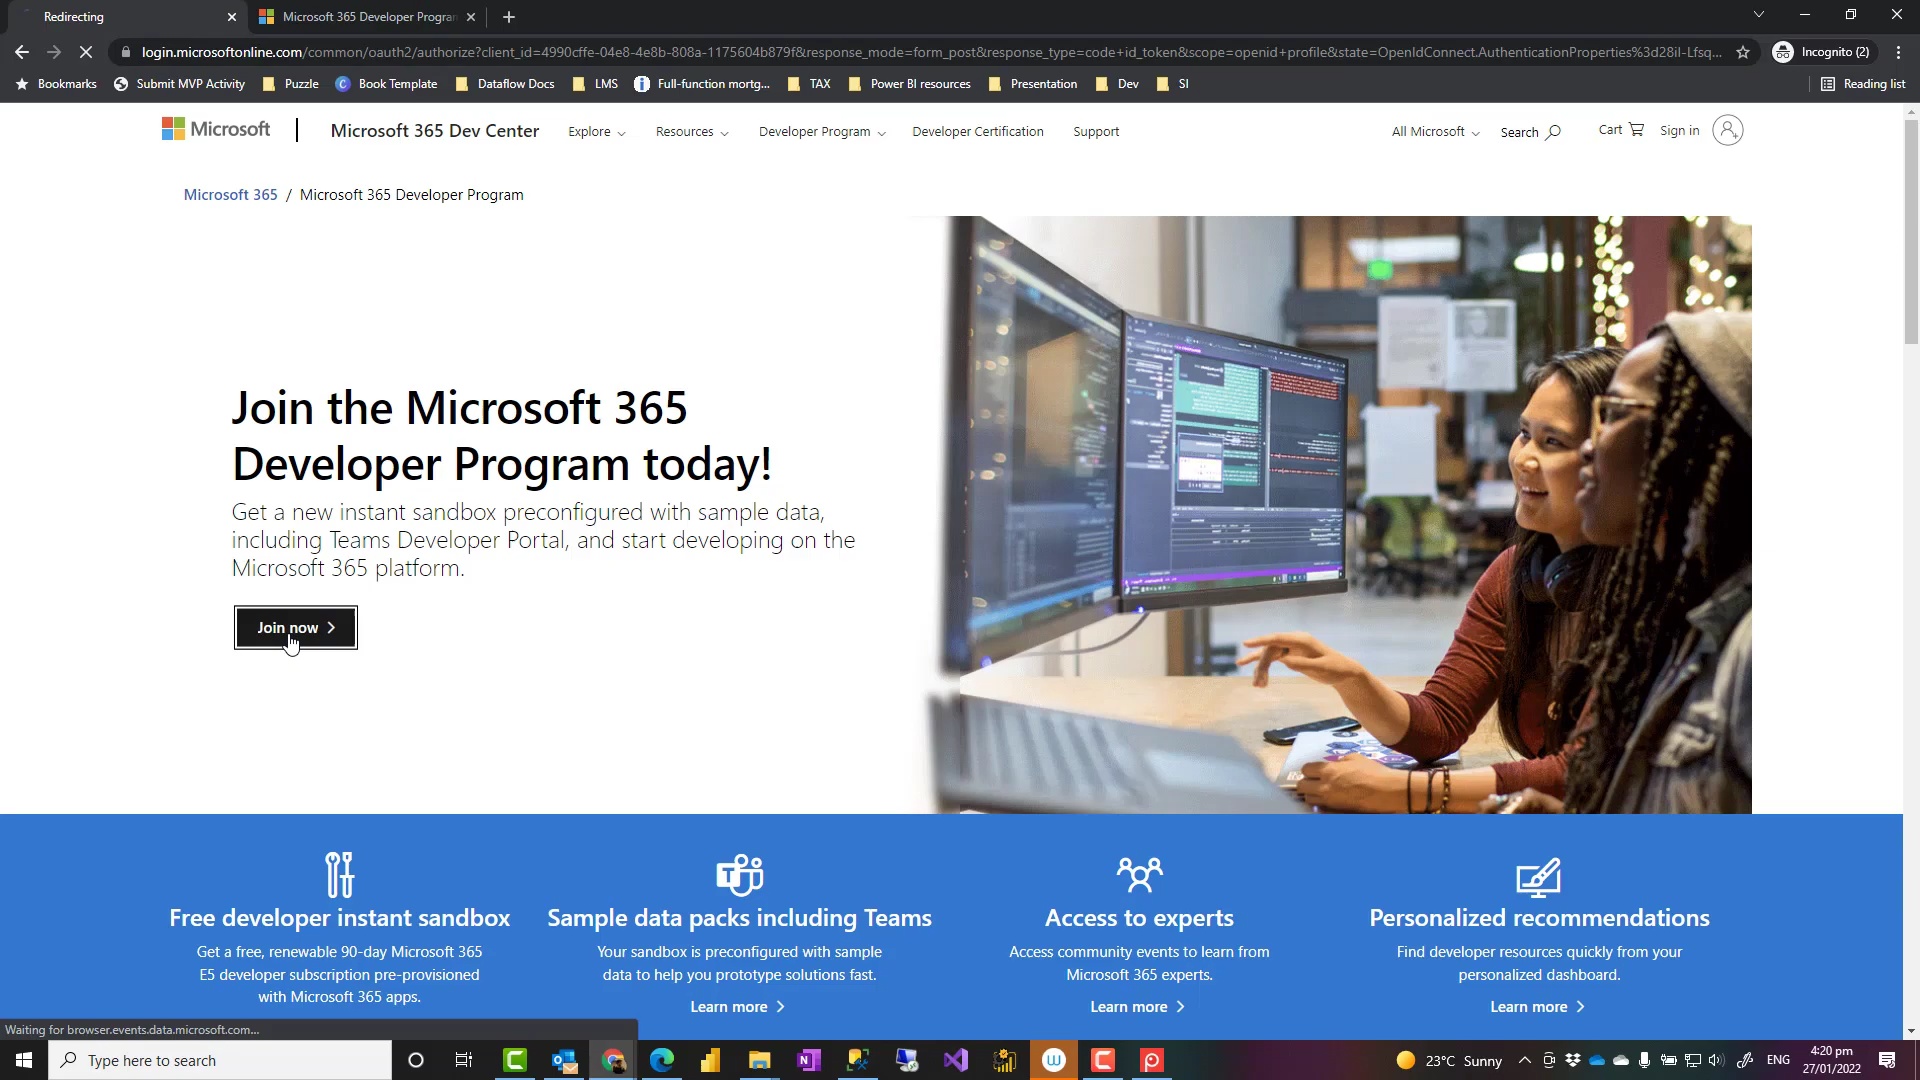 Redirecting
Microsoft 365 Developer Program
login.microsoftonline.com/common/oauth2/authorize?client_id=4990cffe-04e8-4e8b-808a-1175604b879f&response_mode=form_post&response_type=code+id_token&scope=openid+profile&state=OpenIdConnect.AuthenticationProperties%3d28il-Lfsq...
Incognito (2)
Bookmarks
Submit MVP Activity
Puzzle
Book Template
Dataflow Docs
LMS
Full-function mortg...
TAX
Power BI resources
Presentation
Dev
SI
Reading list
Microsoft
Microsoft 365 Dev Center
Explore
Resources
Developer Program
Developer Certification
Support
All Microsoft
Search
Cart
Sign in
Microsoft 365 / Microsoft 365 Developer Program
Join the Microsoft 365
Developer Program today!
Get a new instant sandbox preconfigured with sample data,
including Teams Developer Portal, and start developing on the
Microsoft 365 platform.
Join now
Free developer instant sandbox
Get a free, renewable 90-day Microsoft 365
E5 developer subscription pre-provisioned
with Microsoft 365 apps.
Sample data packs including Teams
Your sandbox is preconfigured with sample
data to help you prototype solutions fast.
Learn more
Access to experts
Access community events to learn from
Microsoft 365 experts.
Learn more
Personalized recommendations
Find developer resources quickly from your
personalized dashboard.
Learn more
Waiting for browser.events.data.microsoft.com...
Type here to search
23°C Sunny
ENG
4:20 pm
27/01/2022